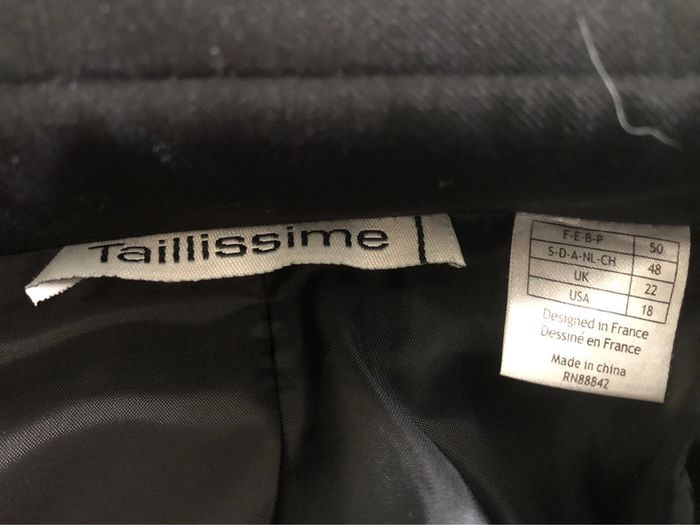 Taillissime
F-E-B-P 50
S-D-A-NL-CH 48
UK 22
USA 18
Designed in France
Dessiné en France
Made in china
RN88842